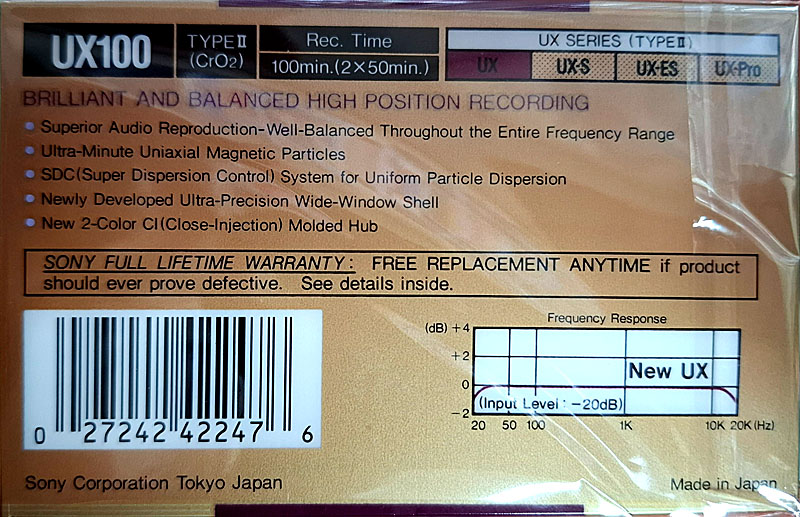 UX100
TYPE II
(CrO2)
Rec. Time
100min.(2×50min.)
UX SERIES (TYPE II)
UX UX-S UX-ES UX-Pro
BRILLIANT AND BALANCED HIGH POSITION RECORDING
• Superior Audio Reproduction-Well-Balanced Throughout the Entire Frequency Range
• Ultra-Minute Uniaxial Magnetic Particles
• SDC(Super Dispersion Control) System for Uniform Particle Dispersion
• Newly Developed Ultra-Precision Wide-Window Shell
• New 2-Color CI(Close-Injection) Molded Hub
SONY FULL LIFETIME WARRANTY: FREE REPLACEMENT ANYTIME if product
should ever prove defective. See details inside.
0 27242 42247 6
Frequency Response
(dB) +4
+2
0
-2
New UX
(Input Level: -20dB)
20 50 100 1K 10K 20K (Hz)
Sony Corporation Tokyo Japan
Made in Japan